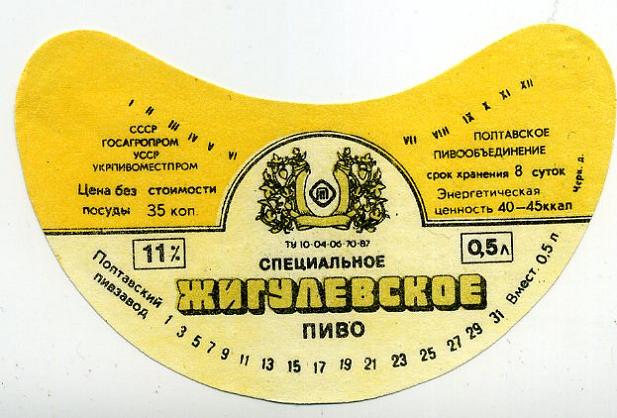 I II III IV V VI VII VIII IX X XI XII
СССР
ГОСАГРОПРОМ
УССР
УКРПИВОМЕСТПРОМ
Цена без стоимости
посуды 35 коп.
ПОЛТАВСКОЕ
ПИВООБЪЕДИНЕНИЕ
срок хранения 8 суток
Энергетическая
ценность 40—45ккал
Черк. д.
ТУ 10-04-06-70-87
11%
0,5л
СПЕЦИАЛЬНОЕ
ЖИГУЛЕВСКОЕ
ПИВО
Полтавский
пивзавод
1 3 5 7 9 11 13 15 17 19 21 23 25 27 29 31
Вмест. 0,5 л